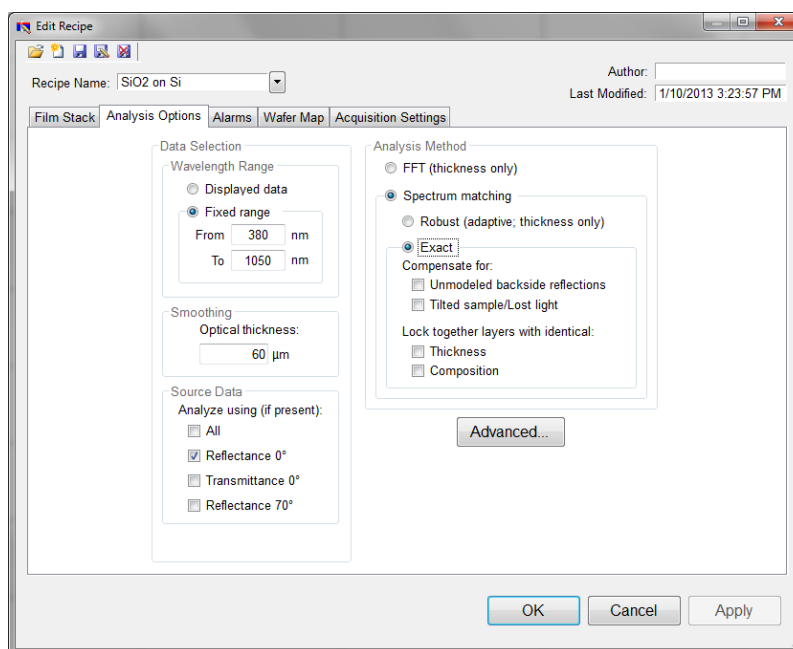 Edit Recipe
Recipe Name: SiO2 on Si
Author:
Last Modified: 1/10/2013 3:23:57 PM
Film Stack Analysis Options Alarms Wafer Map Acquisition Settings
Data Selection
Wavelength Range
Displayed data
Fixed range
From 380 nm
To 1050 nm
Smoothing
Optical thickness:
60 µm
Source Data
Analyze using (if present):
All
Reflectance 0°
Transmittance 0°
Reflectance 70°
Analysis Method
FFT (thickness only)
Spectrum matching
Robust (adaptive; thickness only)
Exact
Compensate for:
Unmodeled backside reflections
Tilted sample/Lost light
Lock together layers with identical:
Thickness
Composition
Advanced...
OK Cancel Apply